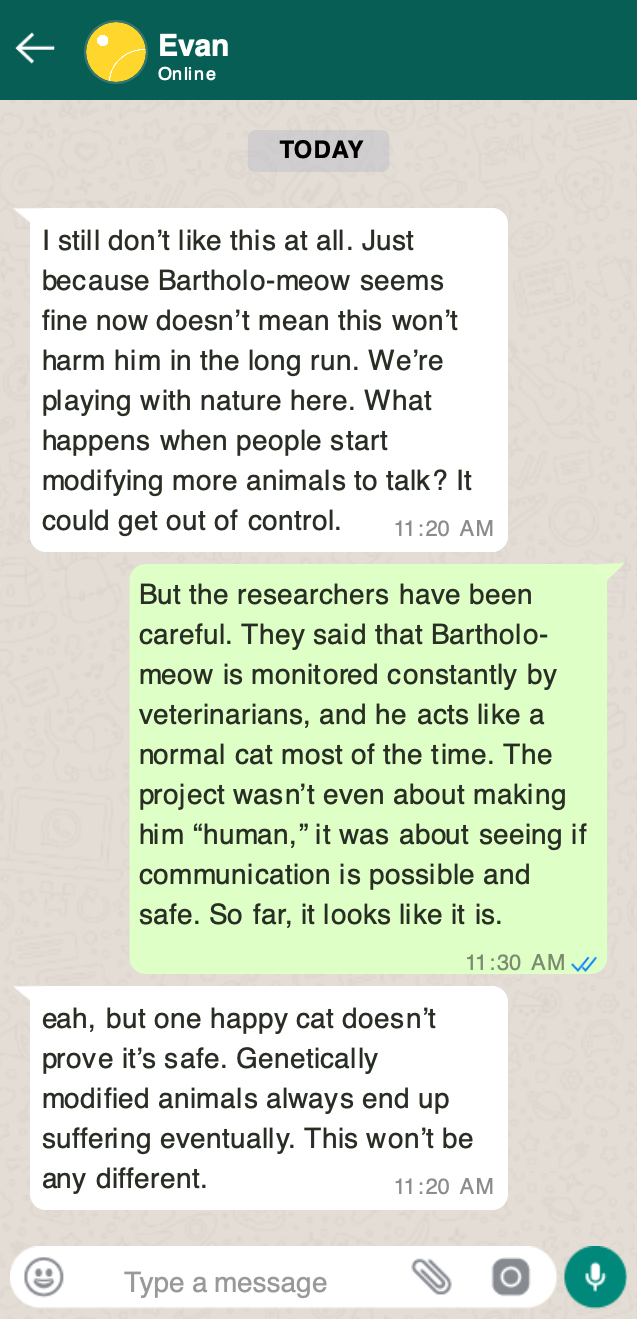 Evan
Online
TODAY
I still don’t like this at all. Just
because Bartholo-meow seems
fine now doesn’t mean this won’t
harm him in the long run. We’re
playing with nature here. What
happens when people start
modifying more animals to talk? It
could get out of control.
11:20 AM
But the researchers have been
careful. They said that Bartholo-
meow is monitored constantly by
veterinarians, and he acts like a
normal cat most of the time. The
project wasn’t even about making
him “human,” it was about seeing if
communication is possible and
safe. So far, it looks like it is.
11:30 AM
eah, but one happy cat doesn’t
prove it’s safe. Genetically
modified animals always end up
suffering eventually. This won’t be
any different.
11:20 AM
Type a message